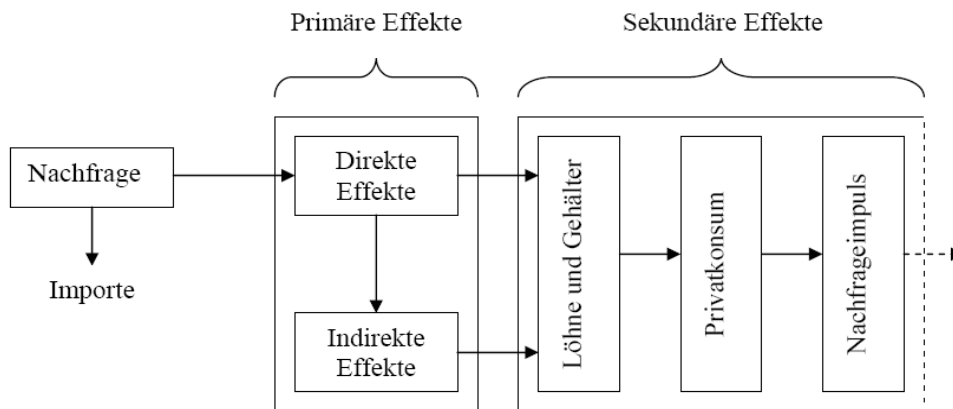 Primäre Effekte
Sekundäre Effekte
Nachfrage
Importe
Direkte
Effekte
Indirekte
Effekte
Löhne und Gehälter
Privatkonsum
Nachfrageimpuls